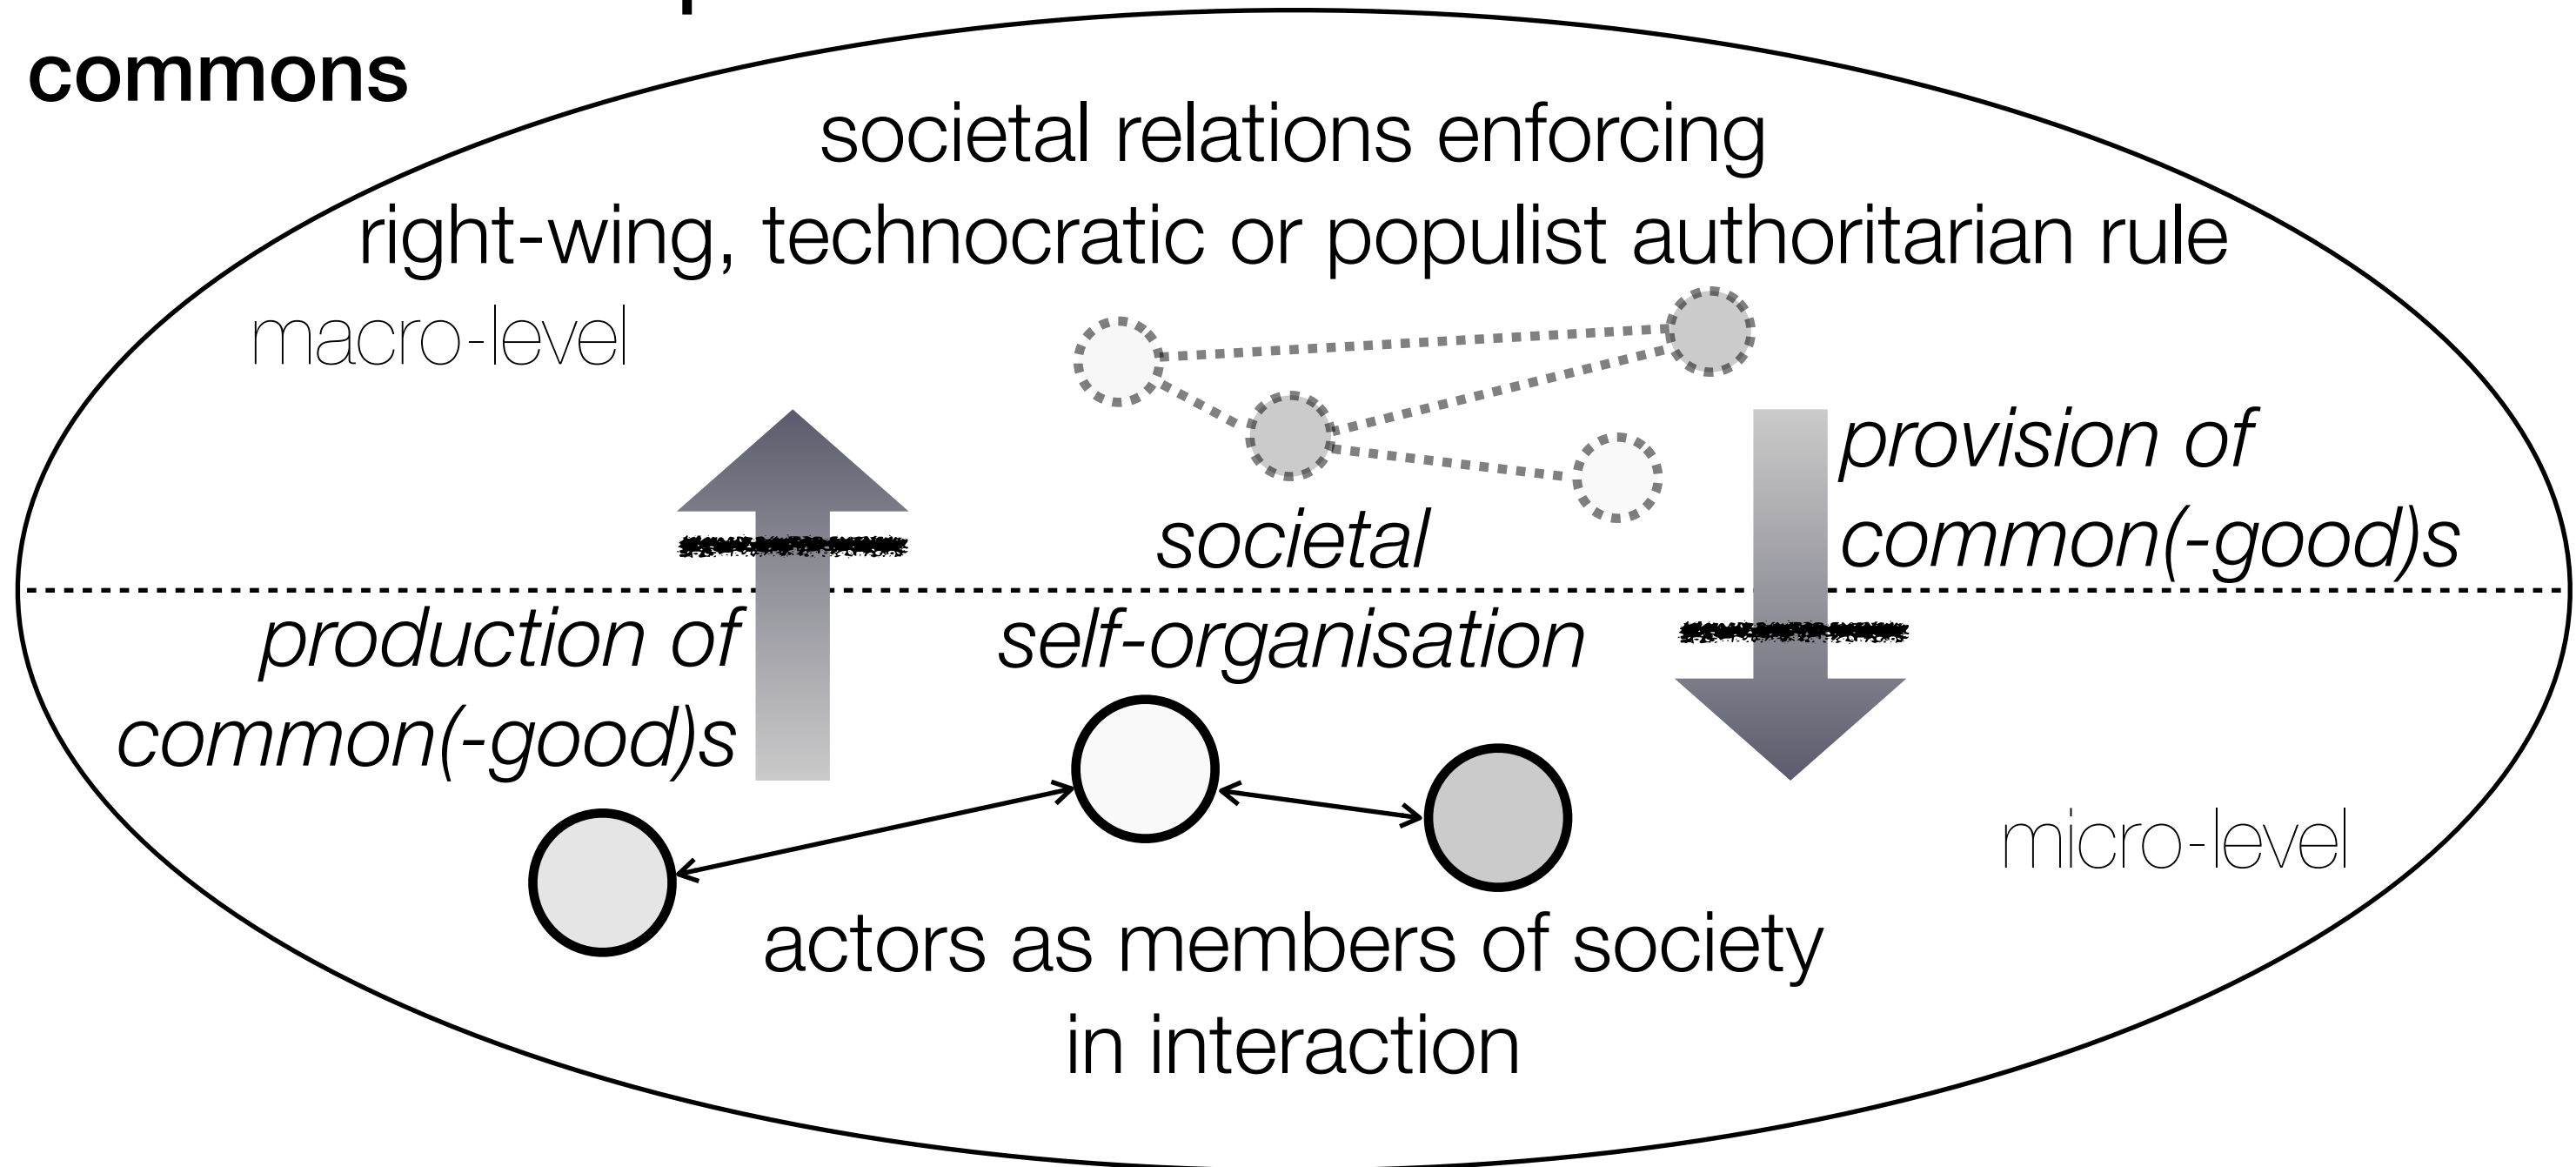 commons
societal relations enforcing
right-wing, technocratic or populist authoritarian rule
macro-level
provision of
common(-good)s
societal
self-organisation
production of
common(-good)s
micro-level
actors as members of society
in interaction